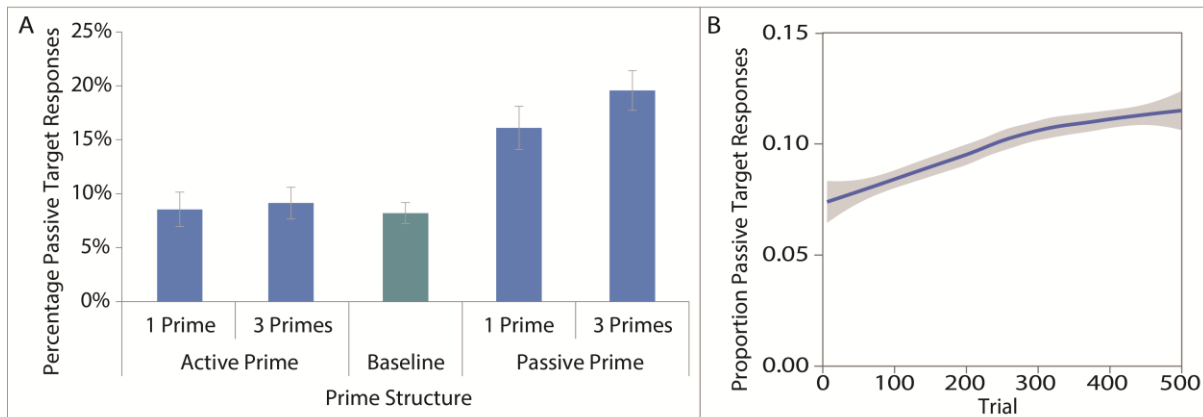 A
Percentage Passive Target Responses
25%
20%
15%
10%
5%
0%
1 Prime 3 Primes 1 Prime 3 Primes
Active Prime Baseline Passive Prime
Prime Structure
B
Proportion Passive Target Responses
0.15
0.10
0.05
0.00
0 100 200 300 400 500
Trial